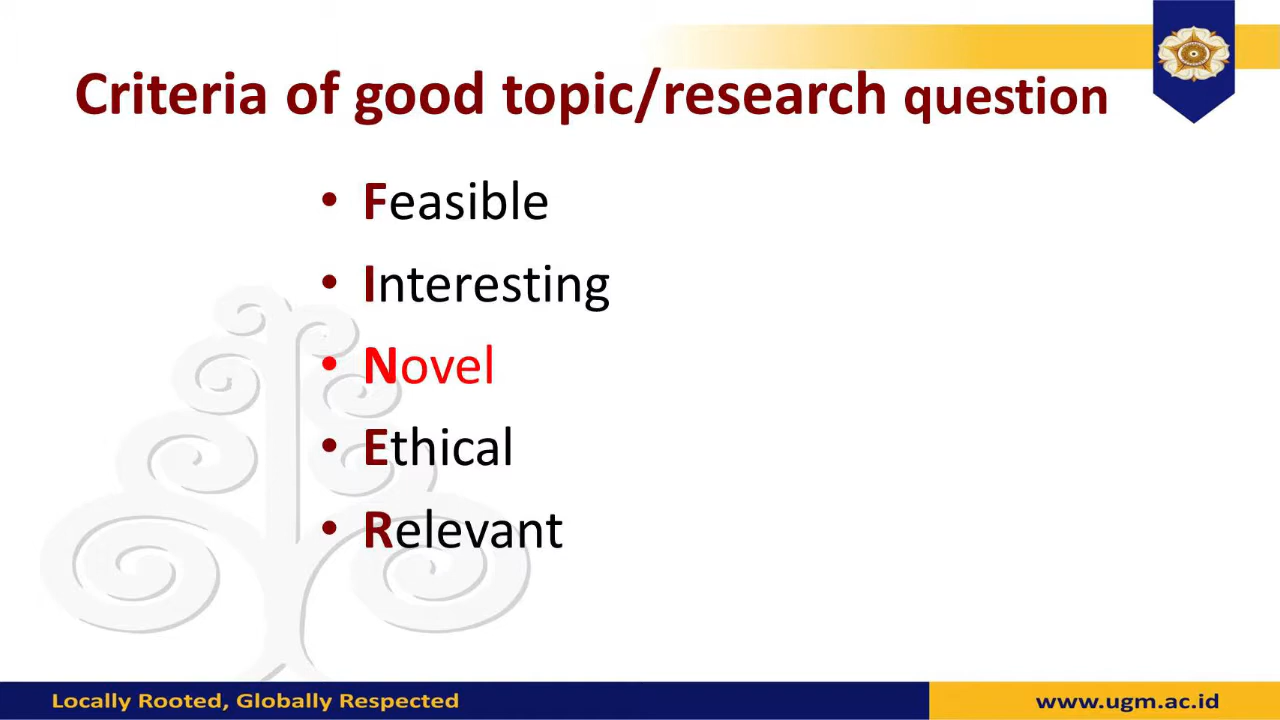 Criteria of good topic/research question
• Feasible
• Interesting
• Novel
• Ethical
• Relevant
Locally Rooted, Globally Respected
www.ugm.ac.id